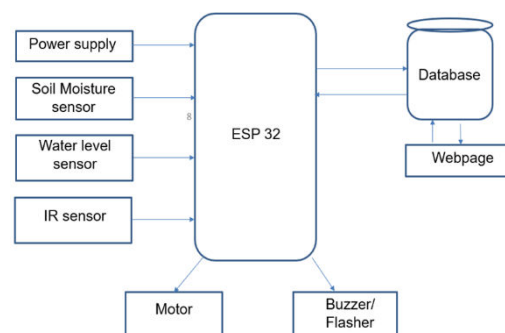 Power supply
Soil Moisture
sensor
8
Water level
sensor
IR sensor
ESP 32
Database
Webpage
Motor
Buzzer/
Flasher